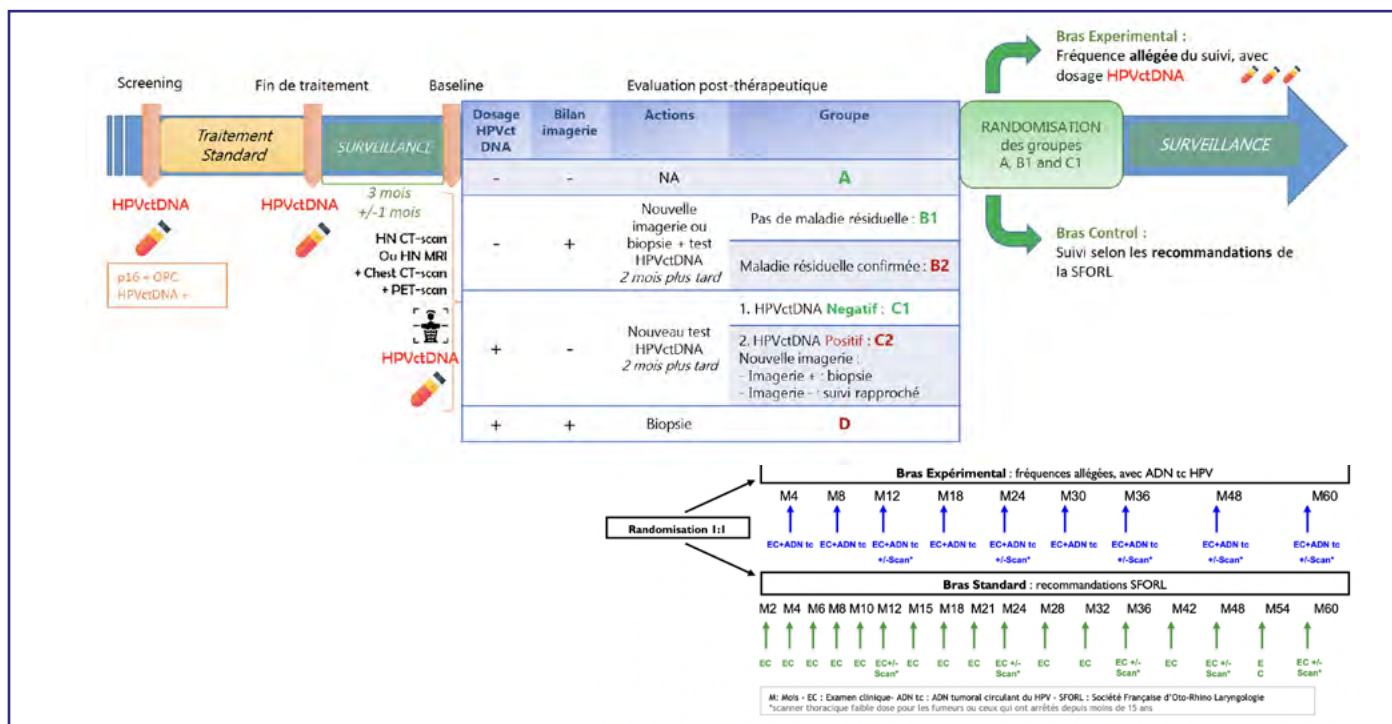 Bras Experimental :
Fréquence allégée du suivi, avec
dosage HPVctDNA
Screening
Fin de traitement
Baseline
Evaluation post-thérapeutique
Traitement
Standard
SURVEILLANCE
HPVctDNA
HPVctDNA
3 mois
+/-1 mois
p16 + OPC
HPVctDNA +
HN CT-scan
Ou HN MRI
+ Chest CT-scan
+ PET-scan
HPVctDNA
Dosage HPVct DNA
Bilan imagerie
Actions
Groupe
- - NA A
- +
Nouvelle
imagerie ou
biopsie + test
HPVctDNA
2 mois plus tard
Pas de maladie résiduelle : B1
Maladie résiduelle confirmée : B2
+ -
Nouveau test
HPVctDNA
2 mois plus tard
1. HPVctDNA Negatif : C1
2. HPVctDNA Positif : C2
Nouvelle imagerie :
- Imagerie + : biopsie
- Imagerie - : suivi rapproché
+ + Biopsie D
RANDOMISATION
des groupes
A, B1 and C1
SURVEILLANCE
Bras Control :
Suivi selon les recommandations de
la SFORL
Randomisation 1:1
Bras Expérimental : fréquences allégées, avec ADN tc HPV
M4 M8 M12 M18 M24 M30 M36 M48 M60
EC+ADN tc EC+ADN tc EC+ADN tc EC+ADN tc EC+ADN tc EC+ADN tc EC+ADN tc EC+ADN tc EC+ADN tc
+/-Scan* +/-Scan* +/-Scan* +/-Scan* +/-Scan*
Bras Standard : recommandations SFORL
M2 M4 M6 M8 M10 M12 M15 M18 M21 M24 M28 M32 M36 M42 M48 M54 M60
EC EC EC EC EC EC+/- EC EC EC EC +/- EC EC EC +/- EC EC +/- E EC +/-
Scan* Scan* Scan* Scan* C Scan*
M: Mois - EC : Examen clinique- ADN tc : ADN tumoral circulant du HPV - SFORL : Société Française d'Oto-Rhino Laryngologie
*scanner thoracique faible dose pour les fumeurs ou ceux qui ont arrêtés depuis moins de 15 ans